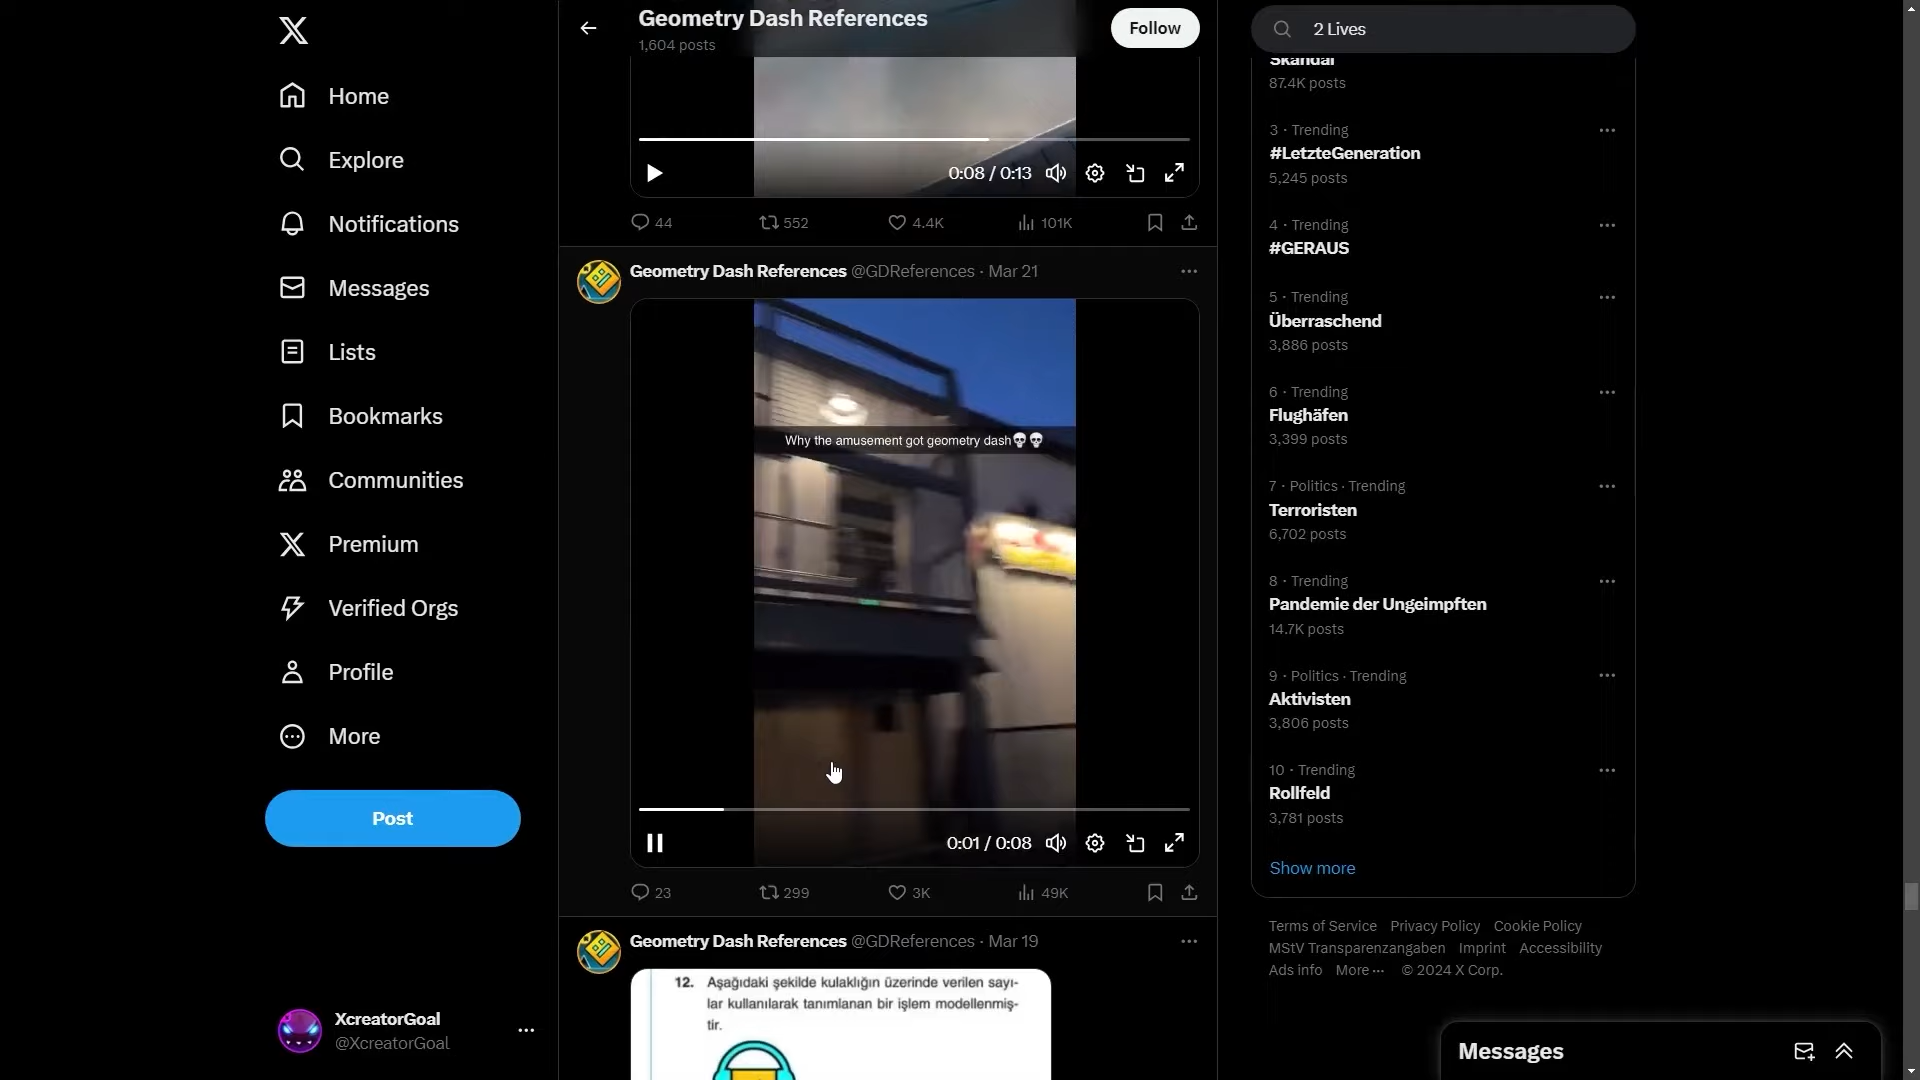 Home
Explore
Notifications
Messages
Lists
Bookmarks
Communities
Premium
Verified Orgs
Profile
More
Post
XcreatorGoal
@XcreatorGoal
Geometry Dash References
1,604 posts
Follow
0:08 / 0:13
44
552
4.4K
101K
Geometry Dash References @GDReferences · Mar 21
Why the amusement got geometry dash💀💀
0:01 / 0:08
23
299
3K
49K
Geometry Dash References @GDReferences · Mar 19
12. Aşağıdaki şekilde kulaklığın üzerinde verilen sayı-
lar kullanılarak tanımlanan bir işlem modellenmiş-
tir.
2 Lives
Skandal
87.4K posts
3 · Trending
#LetzteGeneration
5,245 posts
4 · Trending
#GERAUS
5 · Trending
Überraschend
3,886 posts
6 · Trending
Flughäfen
3,399 posts
7 · Politics · Trending
Terroristen
6,702 posts
8 · Trending
Pandemie der Ungeimpften
14.7K posts
9 · Politics · Trending
Aktivisten
3,806 posts
10 · Trending
Rollfeld
3,781 posts
Show more
Terms of Service Privacy Policy Cookie Policy
MStV Transparenzangaben Imprint Accessibility
Ads info More ··· © 2024 X Corp.
Messages